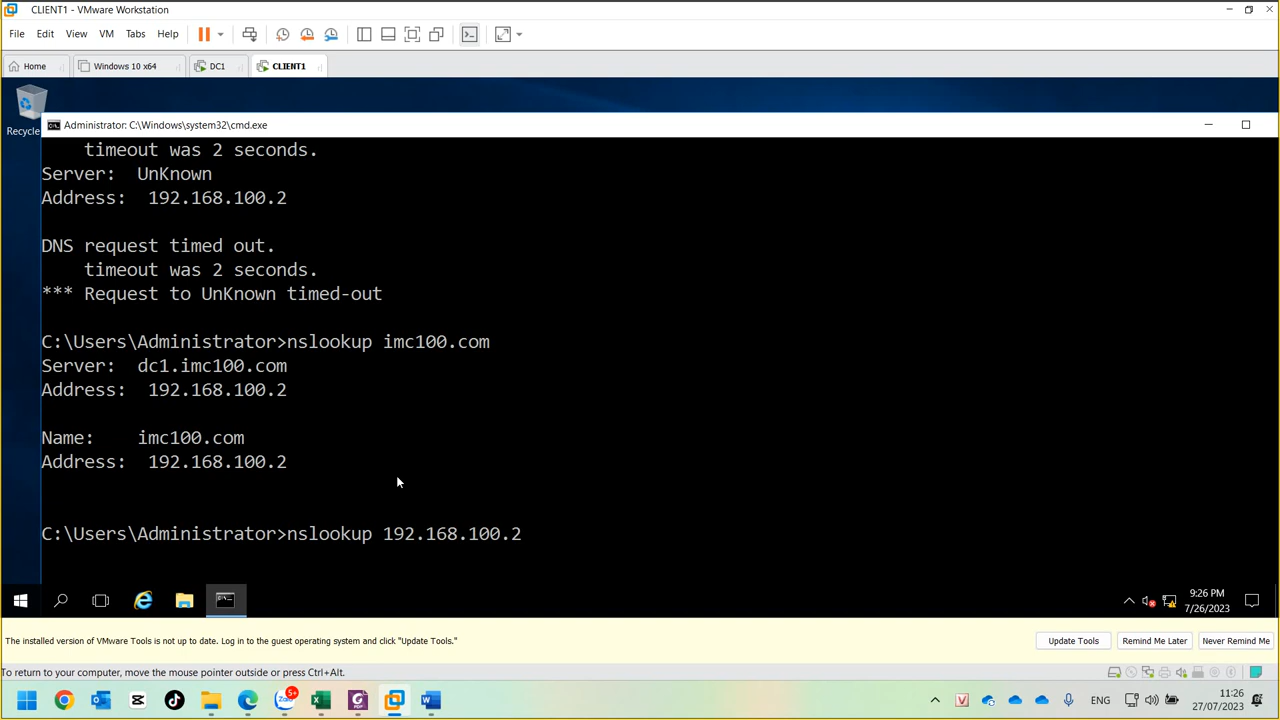 CLIENT1 - VMware Workstation
File Edit View VM Tabs Help
Home Windows 10 x64 DC1 CLIENT1
Recycle
Administrator: C:\Windows\system32\cmd.exe
timeout was 2 seconds.
Server: UnKnown
Address: 192.168.100.2
DNS request timed out.
timeout was 2 seconds.
*** Request to UnKnown timed-out
C:\Users\Administrator>nslookup imc100.com
Server: dc1.imc100.com
Address: 192.168.100.2
Name: imc100.com
Address: 192.168.100.2
C:\Users\Administrator>nslookup 192.168.100.2
9:26 PM
7/26/2023
The installed version of VMware Tools is not up to date. Log in to the guest operating system and click "Update Tools."
Update Tools Remind Me Later Never Remind Me
To return to your computer, move the mouse pointer outside or press Ctrl+Alt.
5+
Zalo
PDF
ENG
11:26
27/07/2023